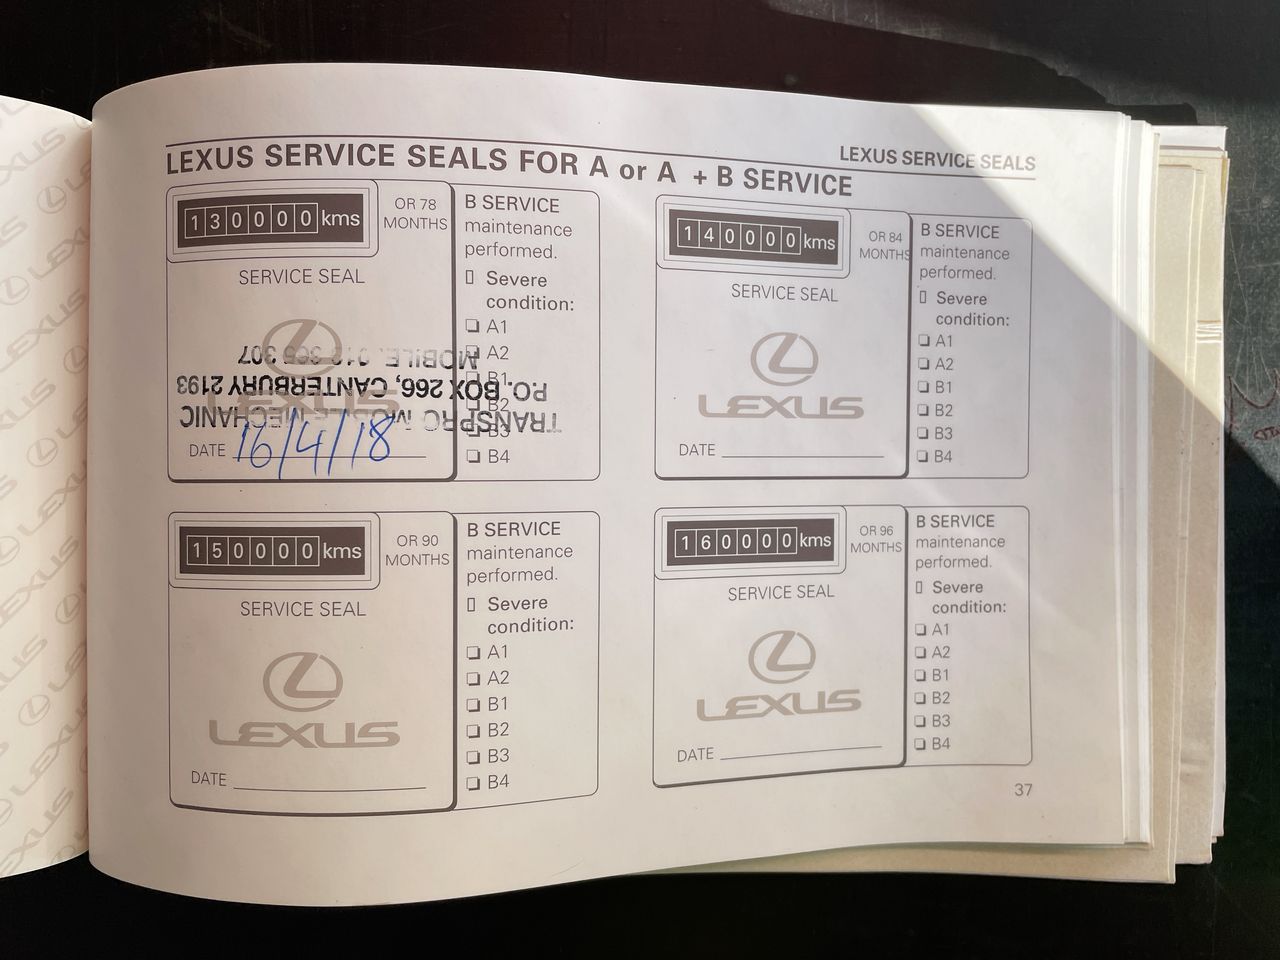 LEXUS SERVICE SEALS
LEXUS SERVICE SEALS FOR A or A + B SERVICE
130000 kms
OR 78
MONTHS
SERVICE SEAL
LEXUS
TRANSPRO MOBILE MECHANIC
P.O. BOX 266, CANTERBURY 2193
MOBILE: 307
DATE 16/4/18
B SERVICE
maintenance
performed.
Severe
condition:
A1
A2
B1
B2
B3
B4
140000 kms
OR 84
MONTHS
SERVICE SEAL
LEXUS
DATE
B SERVICE
maintenance
performed.
Severe
condition:
A1
A2
B1
B2
B3
B4
150000 kms
OR 90
MONTHS
SERVICE SEAL
LEXUS
DATE
B SERVICE
maintenance
performed.
Severe
condition:
A1
A2
B1
B2
B3
B4
160000 kms
OR 96
MONTHS
SERVICE SEAL
LEXUS
DATE
B SERVICE
maintenance
performed.
Severe
condition:
A1
A2
B1
B2
B3
B4
37